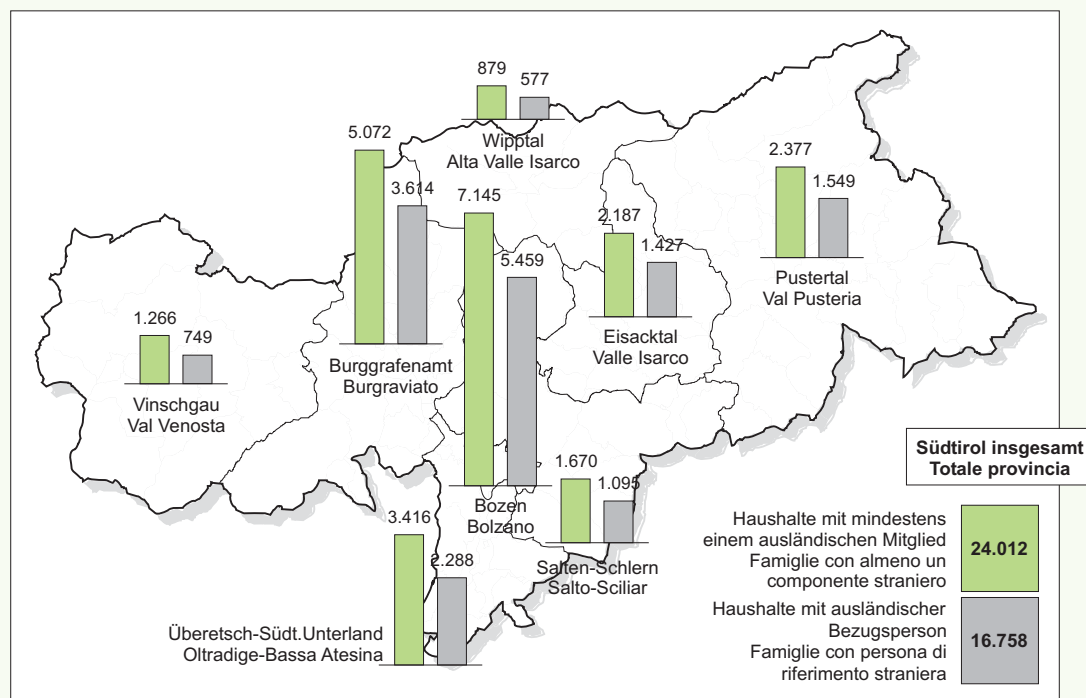 879 577
Wipptal
Alta Valle Isarco
5.072 3.614
Burggrafenamt
Burgraviato
7.145 5.459
Bozen
Bolzano
2.187 1.427
Eisacktal
Valle Isarco
2.377 1.549
Pustertal
Val Pusteria
1.266 749
Vinschgau
Val Venosta
1.670 1.095
Salten-Schlern
Salto-Sciliar
3.416 2.288
Überetsch-Südt.Unterland
Oltradige-Bassa Atesina
Südtirol insgesamt
Totale provincia
Haushalte mit mindestens
einem ausländischen Mitglied
Famiglie con almeno un
componente straniero
24.012
Haushalte mit ausländischer
Bezugsperson
Famiglie con persona di
riferimento straniera
16.758